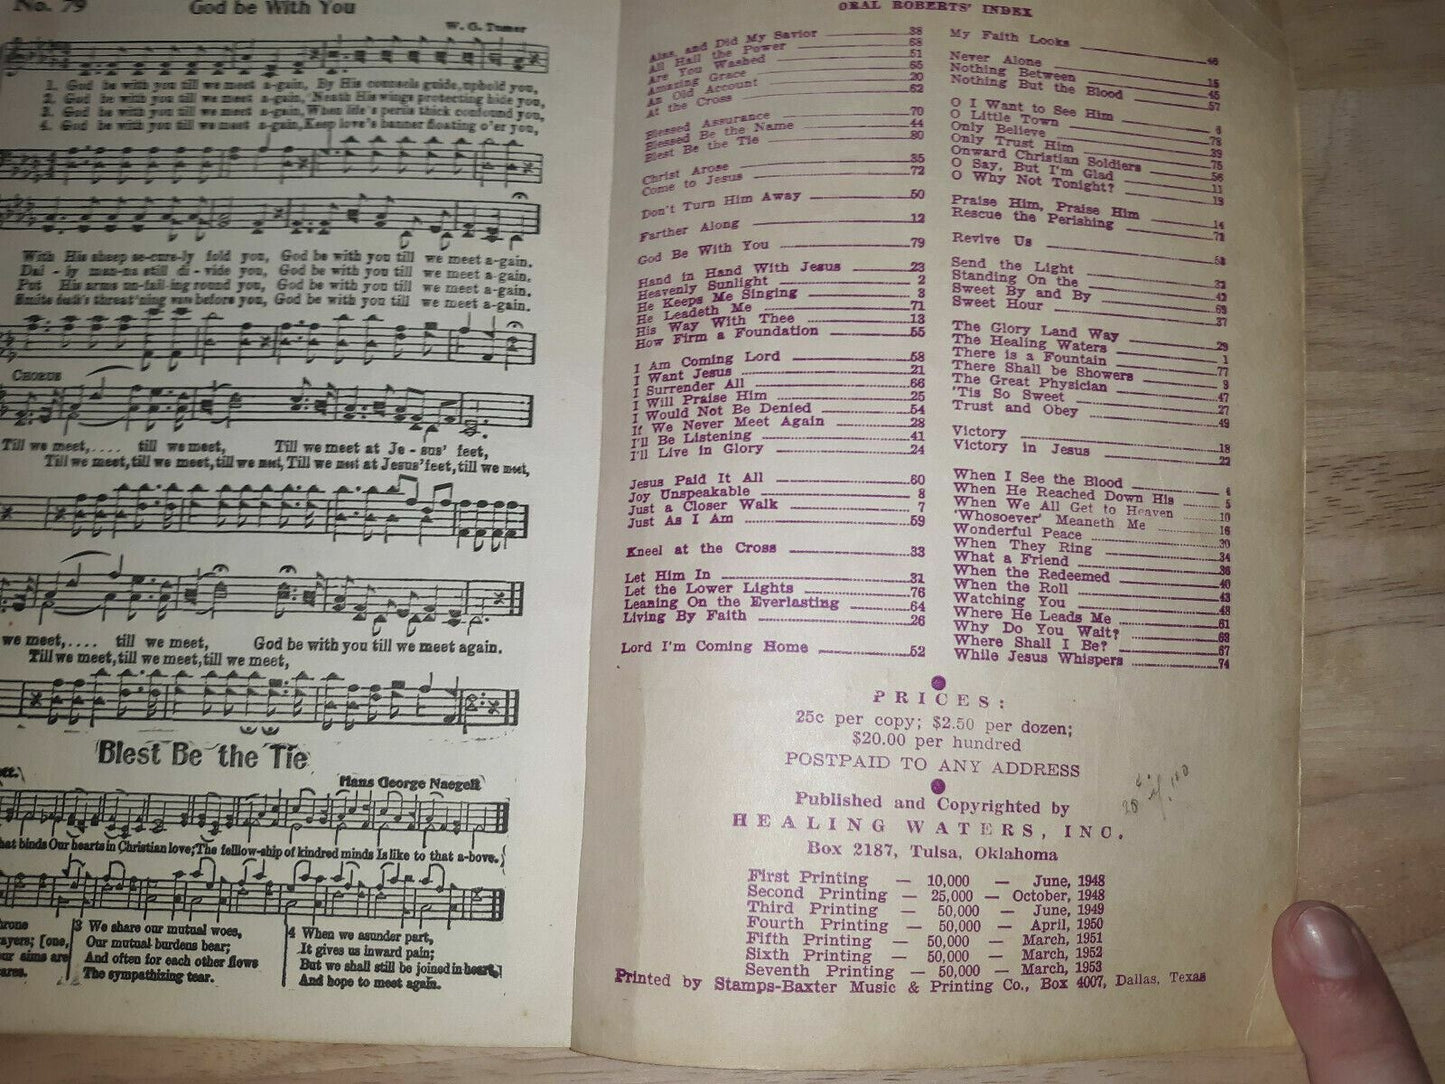 No. 79
God be With You
W. G. Tomer
1. God be with you till we meet a-gain, By His counsels guide, uphold you,
2. God be with you till we meet a-gain, 'Neath His wings protecting hide you,
3. God be with you till we meet a-gain, When life's perils thick confound you,
4. God be with you till we meet a-gain, Keep love's banner floating o'er you,
With His sheep se-cure-ly fold you, God be with you till we meet a-gain.
Dai - ly man-na still di - vide you, God be with you till we meet a-gain.
Put His arms un-fail-ing round you, God be with you till we meet a-gain.
Smite death's threat'ning wave before you, God be with you till we meet a-gain.
CHORUS
Till we meet,.... till we meet, Till we meet at Je - sus' feet,
Till we meet, till we meet, till we meet, Till we meet at Jesus' feet, till we meet,
we meet,.... till we meet, God be with you till we meet again.
Till we meet, till we meet, till we meet,
Blest Be the Tie
Hans George Naegeli
hat binds Our hearts in Christian love; The felllow-ship of kindred minds Is like to that a-bove.
hrone
ayers; [one,
ur aims are
ares.
3 We share our mutual woes,
Our mutual burdens bear;
And often for each other flows
The sympathizing tear.
4 When we asunder part,
It gives us inward pain;
But we shall still be joined in heart,
And hope to meet again.
ORAL ROBERTS' INDEX
Alas, and Did My Savior 38
All Hail the Power 68
Are You Washed 51
Amazing Grace 65
An Old Account 20
At the Cross 62
Blessed Assurance 70
Blessed Be the Name 44
Blest Be the Tie 80
Christ Arose 35
Come to Jesus 72
Don't Turn Him Away 50
Farther Along 12
God Be With You 79
Hand in Hand With Jesus 23
Heavenly Sunlight 2
He Keeps Me Singing 3
He Leadeth Me 71
His Way With Thee 13
How Firm a Foundation 55
I Am Coming Lord 58
I Want Jesus 21
I Surrender All 66
I Will Praise Him 25
I Would Not Be Denied 54
If We Never Meet Again 28
I'll Be Listening 41
I'll Live in Glory 24
Jesus Paid It All 60
Joy Unspeakable 8
Just a Closer Walk 7
Just As I Am 59
Kneel at the Cross 33
Let Him In 31
Let the Lower Lights 76
Leaning On the Everlasting 64
Living By Faith 26
Lord I'm Coming Home 52
My Faith Looks 46
Never Alone 15
Nothing Between 45
Nothing But the Blood 57
O I Want to See Him 6
O Little Town 78
Only Believe 39
Only Trust Him 75
Onward Christian Soldiers 56
O Say, But I'm Glad 11
O Why Not Tonight? 19
Praise Him, Praise Him 14
Rescue the Perishing 73
Revive Us 53
Send the Light 32
Standing On the 42
Sweet By and By 69
Sweet Hour 37
The Glory Land Way 29
The Healing Waters 1
There is a Fountain 77
There Shall be Showers 9
The Great Physician 47
'Tis So Sweet 27
Trust and Obey 49
Victory 18
Victory in Jesus 22
When I See the Blood 4
When He Reached Down His 5
When We All Get to Heaven 10
'Whosoever' Meaneth Me 16
Wonderful Peace 30
When They Ring 34
What a Friend 36
When the Redeemed 40
When the Roll 43
Watching You 48
Where He Leads Me 61
Why Do You Wait? 63
Where Shall I Be? 67
While Jesus Whispers 74
PRICES:
25c per copy; $2.50 per dozen;
$20.00 per hundred
POSTPAID TO ANY ADDRESS
Published and Copyrighted by
HEALING WATERS, INC.
Box 2187, Tulsa, Oklahoma
First Printing — 10,000 — June, 1948
Second Printing — 25,000 — October, 1948
Third Printing — 50,000 — June, 1949
Fourth Printing — 50,000 — April, 1950
Fifth Printing — 50,000 — March, 1951
Sixth Printing — 50,000 — March, 1952
Seventh Printing — 50,000 — March, 1953
Printed by Stamps-Baxter Music & Printing Co., Box 4007, Dallas, Texas